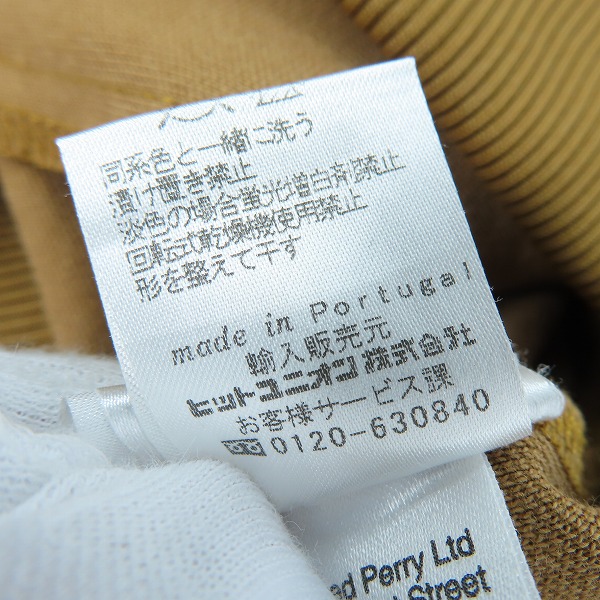 同系色と一緒に洗う
漬け置き禁止
淡色の場合蛍光増白剤禁止
回転式乾燥機使用禁止
形を整えて干す
made in Portugal
輸入販売元
ヒットユニオン株式会社
お客様サービス課
0120-630840
Perry Ltd
Street